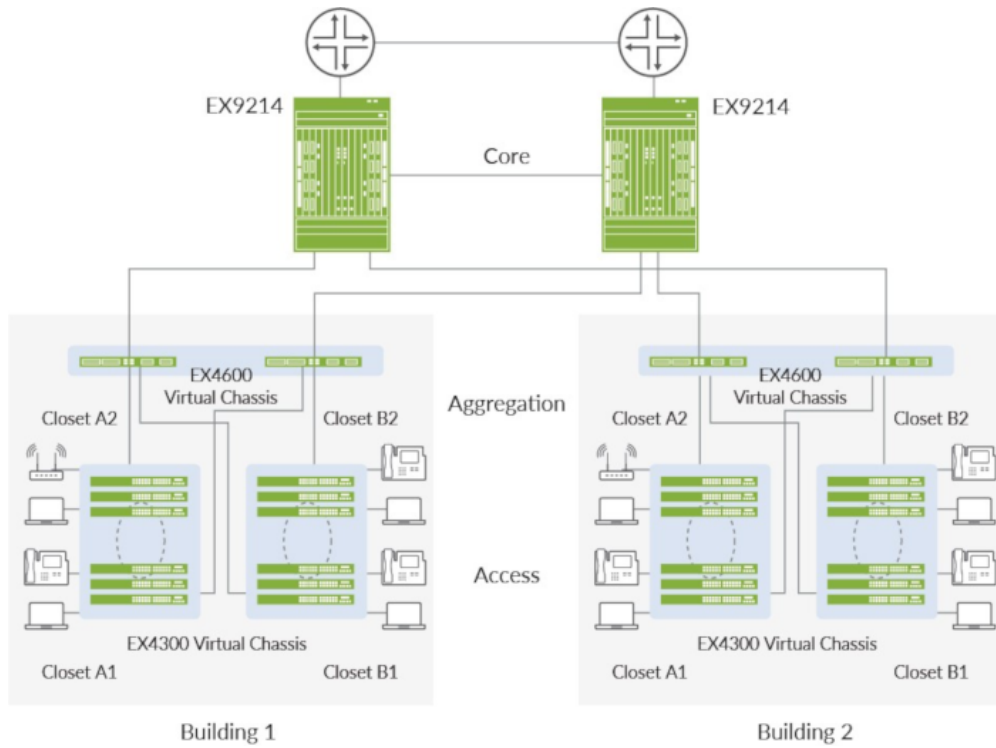 EX9214
EX9214
Core
EX4600
Virtual Chassis
Closet A2
Closet B2
Aggregation
EX4600
Virtual Chassis
Closet A2
Closet B2
Access
EX4300 Virtual Chassis
Closet A1
Closet B1
EX4300 Virtual Chassis
Closet A1
Closet B1
Building 1
Building 2